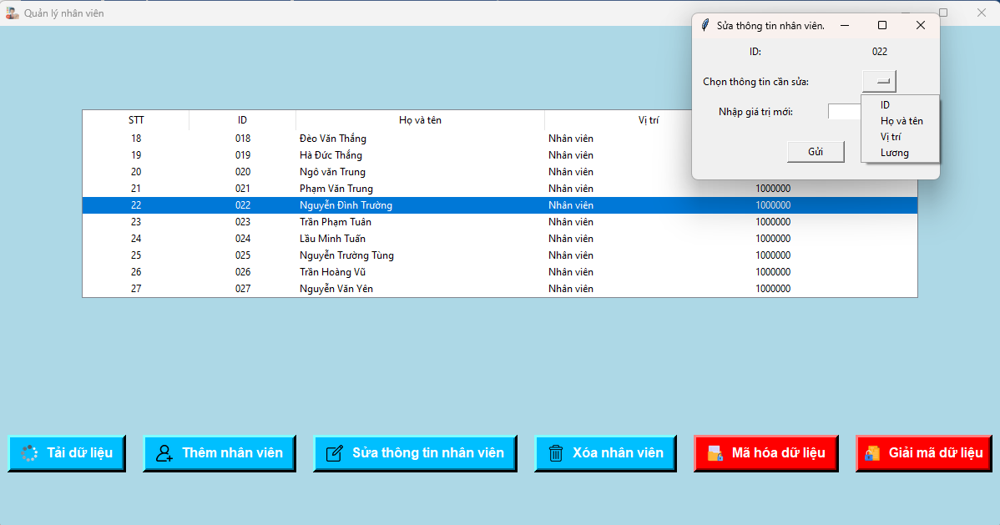 Quản lý nhân viên
Sửa thông tin nhân viên.
ID: 022
Chọn thông tin cần sửa:
Nhập giá trị mới:
ID
Họ và tên
Vị trí
Lương
Gửi
STT ID Họ và tên Vị trí
18 018 Đèo Văn Thắng Nhân viên
19 019 Hà Đức Thắng Nhân viên
20 020 Ngô văn Trung Nhân viên
21 021 Phạm Văn Trung Nhân viên 1000000
22 022 Nguyễn Đình Trường Nhân viên 1000000
23 023 Trần Phạm Tuân Nhân viên 1000000
24 024 Lầu Minh Tuấn Nhân viên 1000000
25 025 Nguyễn Trường Tùng Nhân viên 1000000
26 026 Trần Hoàng Vũ Nhân viên 1000000
27 027 Nguyễn Văn Yên Nhân viên 1000000
Tải dữ liệu
Thêm nhân viên
Sửa thông tin nhân viên
Xóa nhân viên
Mã hóa dữ liệu
Giải mã dữ liệu